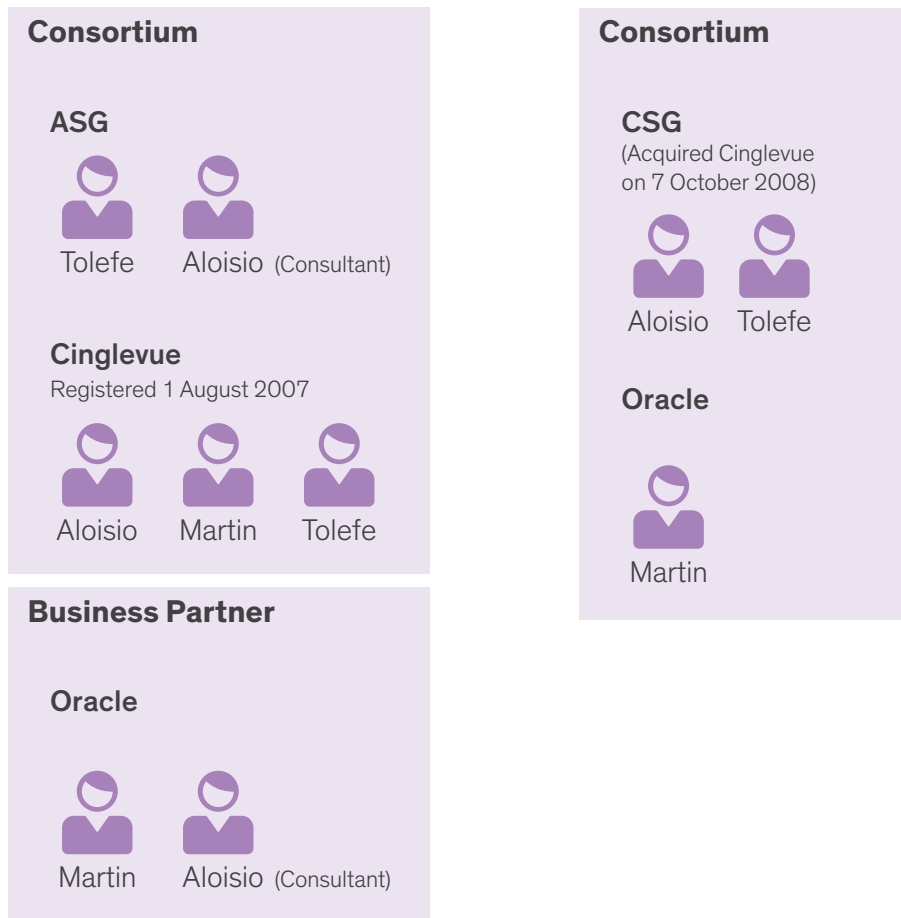 Consortium
ASG
Tolefe
Aloisio (Consultant)
Cinglevue
Registered 1 August 2007
Aloisio
Martin
Tolefe
Business Partner
Oracle
Martin
Aloisio (Consultant)
Consortium
CSG
(Acquired Cinglevue
on 7 October 2008)
Aloisio
Tolefe
Oracle
Martin